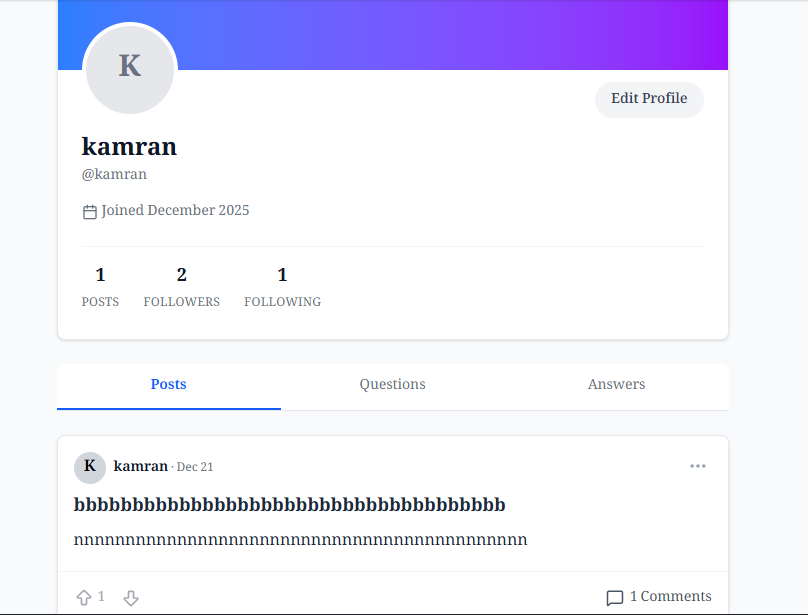 K
Edit Profile
kamran
@kamran
Joined December 2025
1 2 1
POSTS FOLLOWERS FOLLOWING
Posts Questions Answers
K kamran · Dec 21 •••
bbbbbbbbbbbbbbbbbbbbbbbbbbbbbbbbbbbbb
nnnnnnnnnnnnnnnnnnnnnnnnnnnnnnnnnnnnnnnnnnn
1 1 Comments